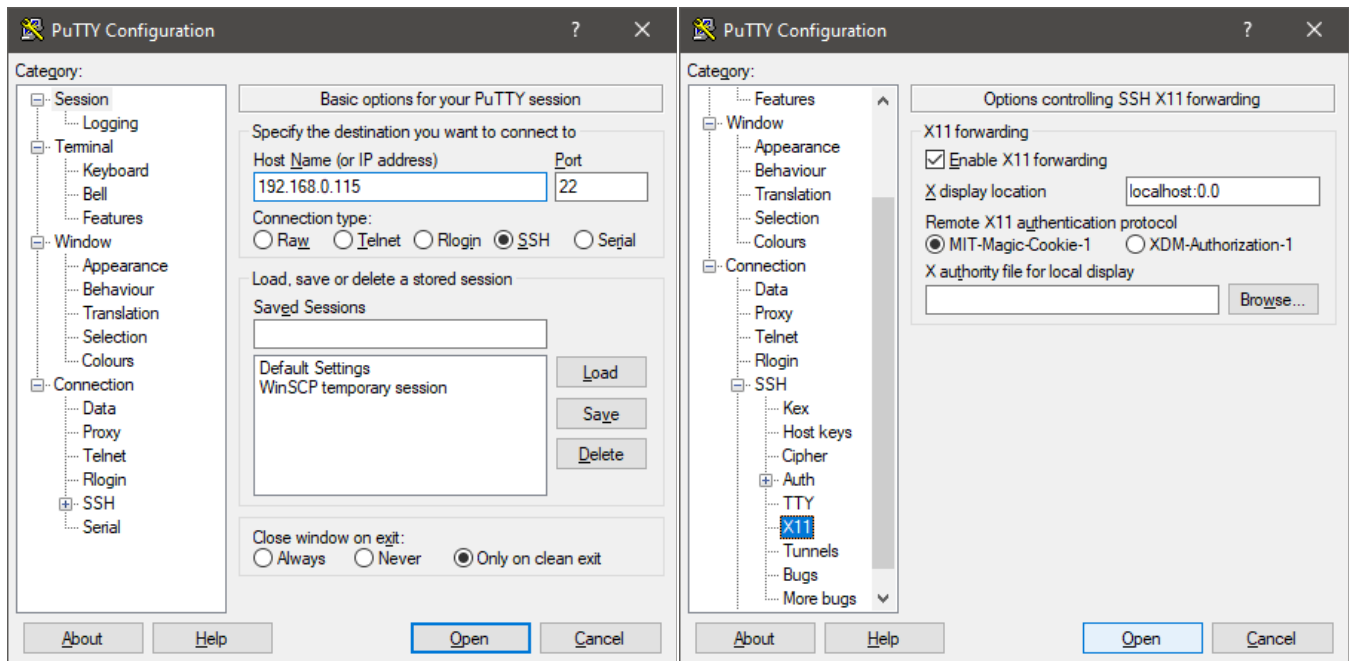 PuTTY Configuration
Category:
Session
Logging
Terminal
Keyboard
Bell
Features
Window
Appearance
Behaviour
Translation
Selection
Colours
Connection
Data
Proxy
Telnet
Rlogin
SSH
Serial
Basic options for your PuTTY session
Specify the destination you want to connect to
Host Name (or IP address) Port
192.168.0.115 22
Connection type:
Raw Telnet Rlogin SSH Serial
Load, save or delete a stored session
Saved Sessions
Default Settings
WinSCP temporary session
Load
Save
Delete
Close window on exit:
Always Never Only on clean exit
About Help Open Cancel
PuTTY Configuration
Category:
Features
Window
Appearance
Behaviour
Translation
Selection
Colours
Connection
Data
Proxy
Telnet
Rlogin
SSH
Kex
Host keys
Cipher
Auth
TTY
X11
Tunnels
Bugs
More bugs
Options controlling SSH X11 forwarding
X11 forwarding
Enable X11 forwarding
X display location localhost:0.0
Remote X11 authentication protocol
MIT-Magic-Cookie-1 XDM-Authorization-1
X authority file for local display
Browse...
About Help Open Cancel